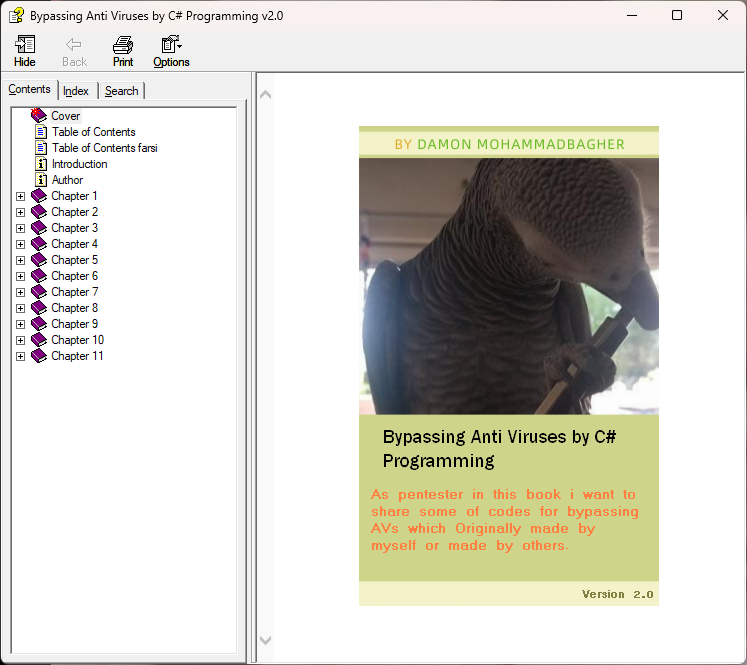 Bypassing Anti Viruses by C# Programming v2.0
Hide Back Print Options
Contents Index Search
Cover
Table of Contents
Table of Contents farsi
Introduction
Author
Chapter 1
Chapter 2
Chapter 3
Chapter 4
Chapter 5
Chapter 6
Chapter 7
Chapter 8
Chapter 9
Chapter 10
Chapter 11
BY DAMON MOHAMMADBAGHER
Bypassing Anti Viruses by C#
Programming
As pentester in this book i want to
share some of codes for bypassing
AVs which Originally made by
myself or made by others.
Version 2.0